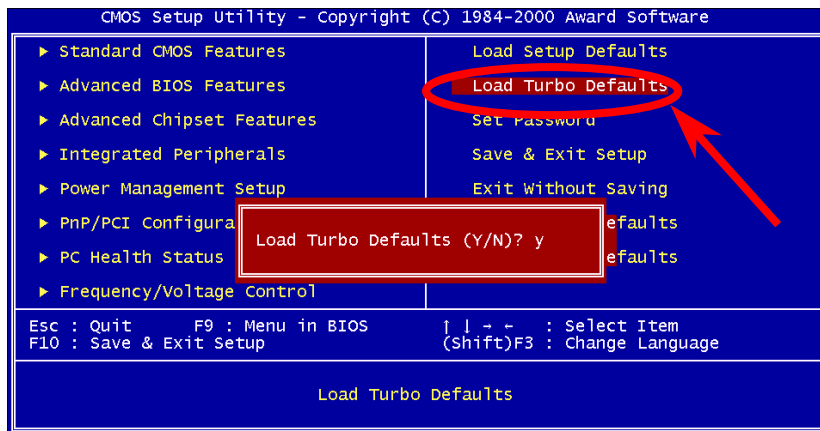 CMOS Setup Utility - Copyright (C) 1984-2000 Award Software
▶ Standard CMOS Features
▶ Advanced BIOS Features
▶ Advanced Chipset Features
▶ Integrated Peripherals
▶ Power Management Setup
▶ PnP/PCI Configura
▶ PC Health Status
▶ Frequency/Voltage Control
Load Setup Defaults
Load Turbo Defaults
Set Password
Save & Exit Setup
Exit Without Saving
efaults
efaults
Load Turbo Defaults (Y/N)? y
Esc : Quit F9 : Menu in BIOS ↑ ↓ → ← : Select Item
F10 : Save & Exit Setup (Shift)F3 : Change Language
Load Turbo Defaults